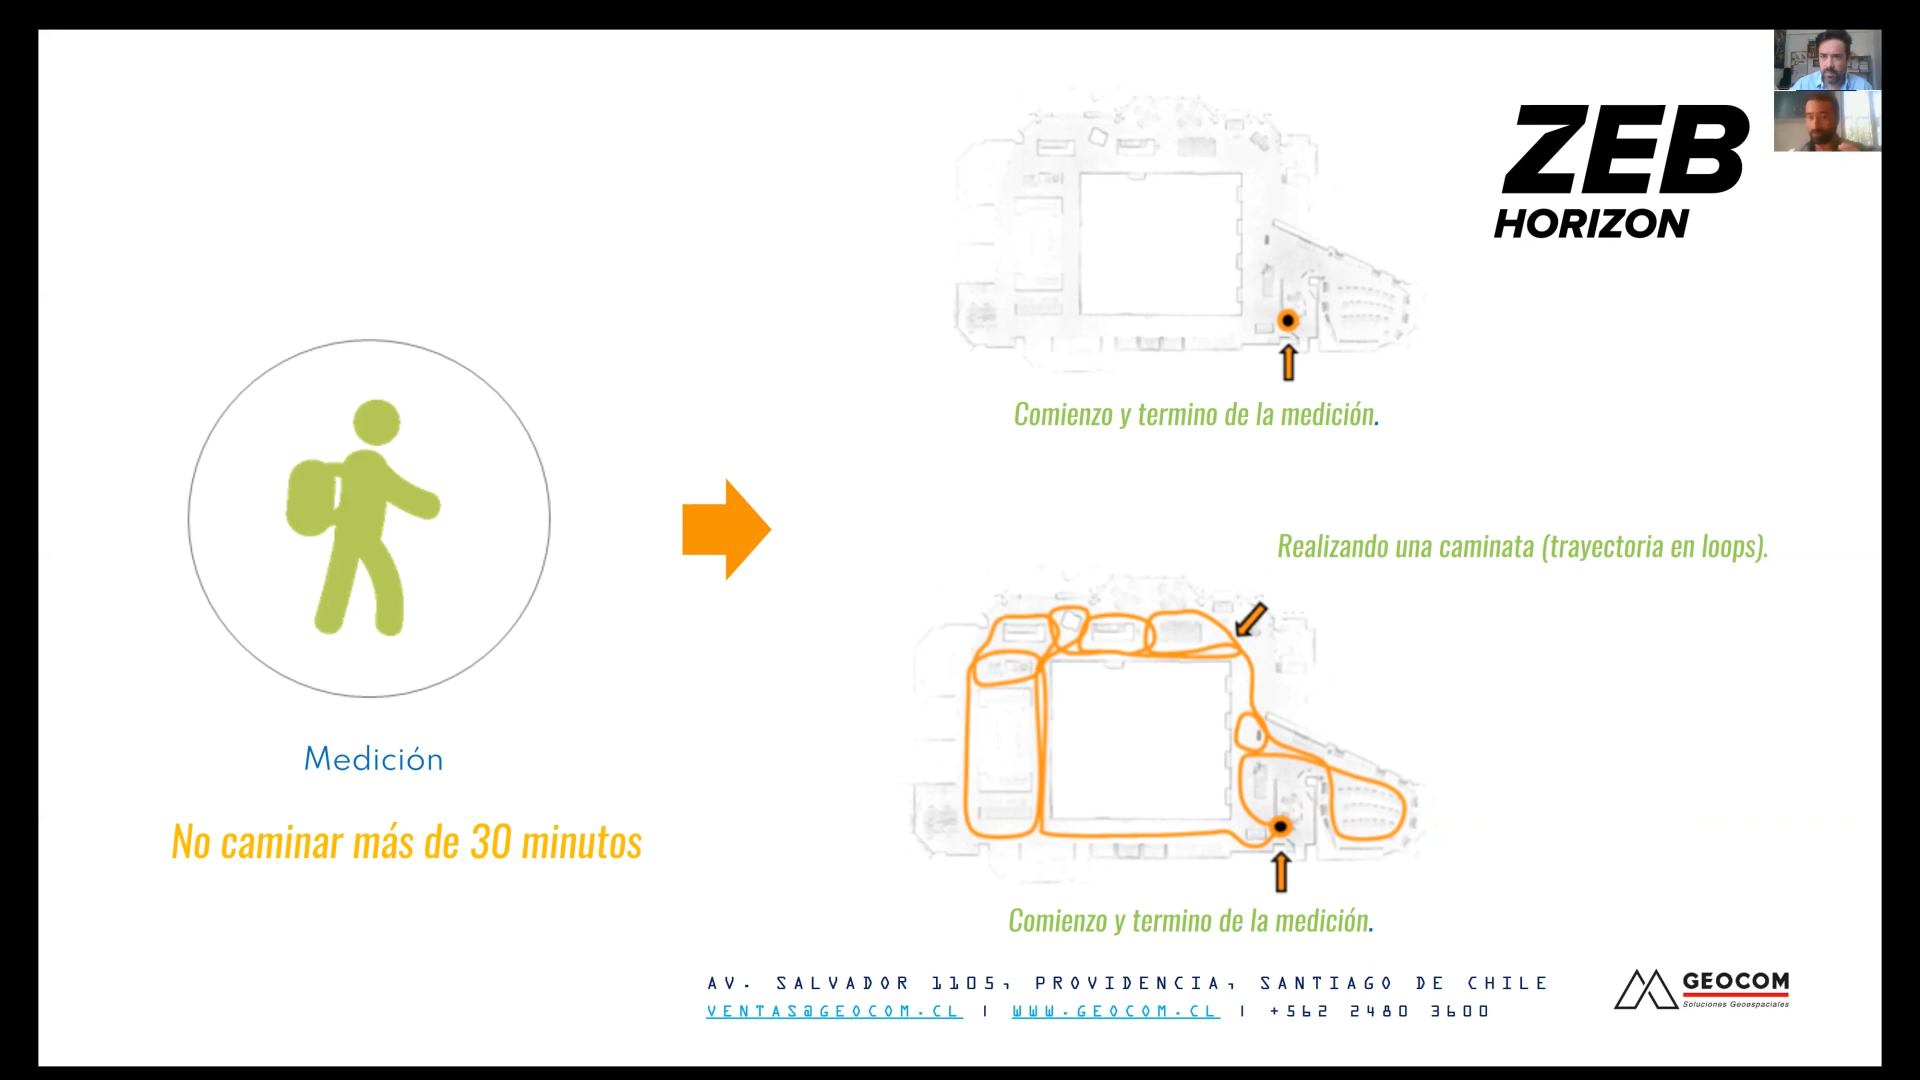 ZEB
HORIZON
Comienzo y termino de la medición.
Realizando una caminata (trayectoria en loops).
Medición
No caminar más de 30 minutos
Comienzo y termino de la medición.
AV. SALVADOR 1105, PROVIDENCIA, SANTIAGO DE CHILE
VENTAS@GEOCOM.CL | WWW.GEOCOM.CL | +562 2480 3600
GEOCOM
Soluciones Geoespaciales